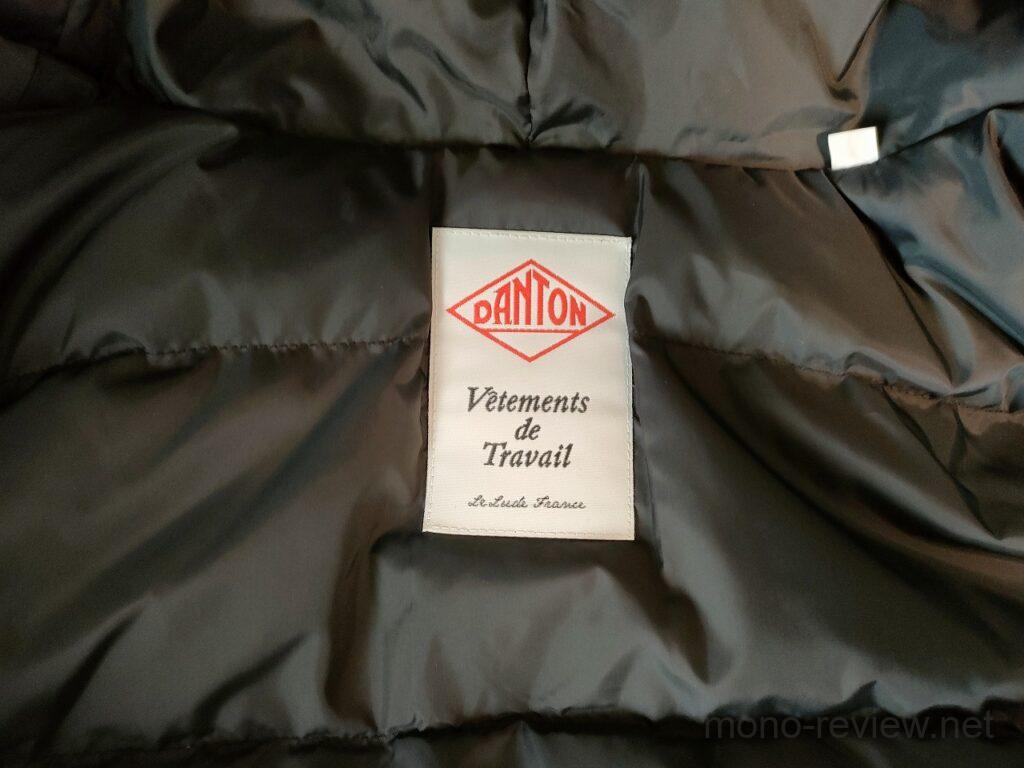 DANTON
Vêtements
de
Travail
Le Lude France
mono-review.net